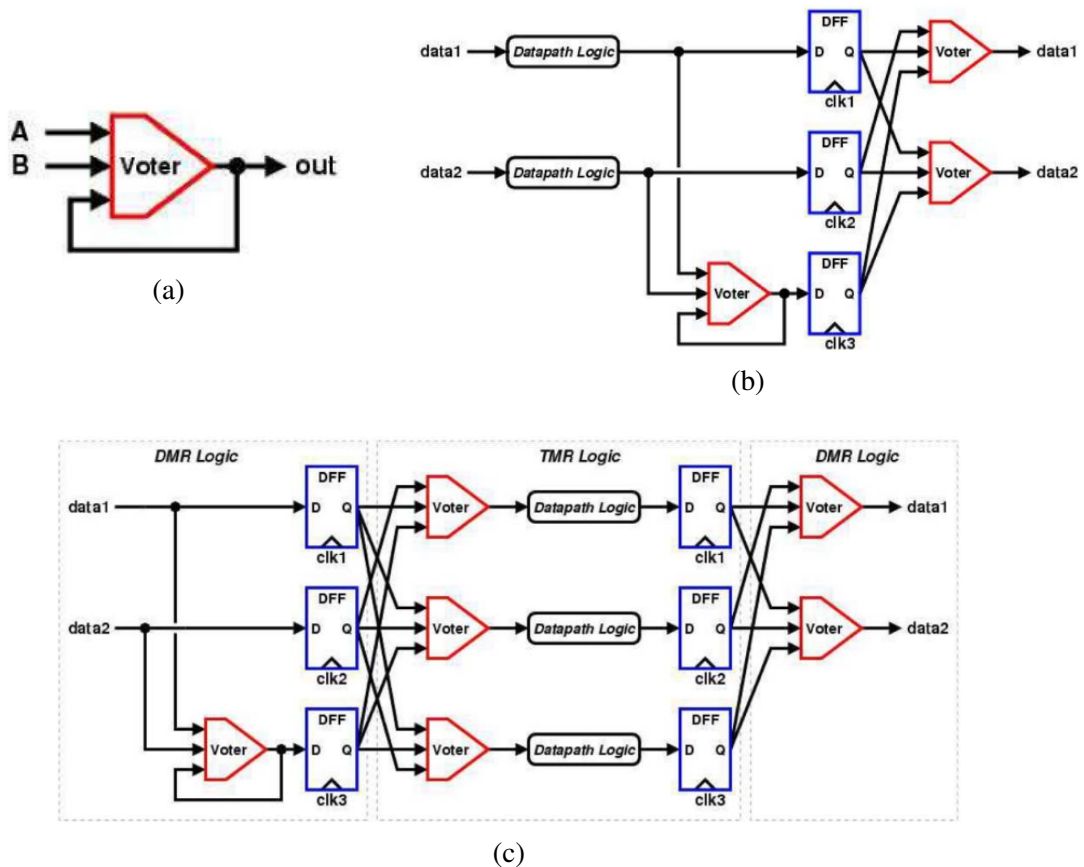 A
B
Voter
out
(a)
data1
Datapath Logic
DFF
D Q
clk1
Voter
data1
data2
Datapath Logic
DFF
D Q
clk2
Voter
data2
Voter
DFF
D Q
clk3
(b)
DMR Logic
TMR Logic
DMR Logic
data1
DFF
D Q
clk1
Voter
Datapath Logic
DFF
D Q
clk1
Voter
data1
data2
DFF
D Q
clk2
Voter
Datapath Logic
DFF
D Q
clk2
Voter
data2
Voter
DFF
D Q
clk3
Voter
Datapath Logic
DFF
D Q
clk3
(c)